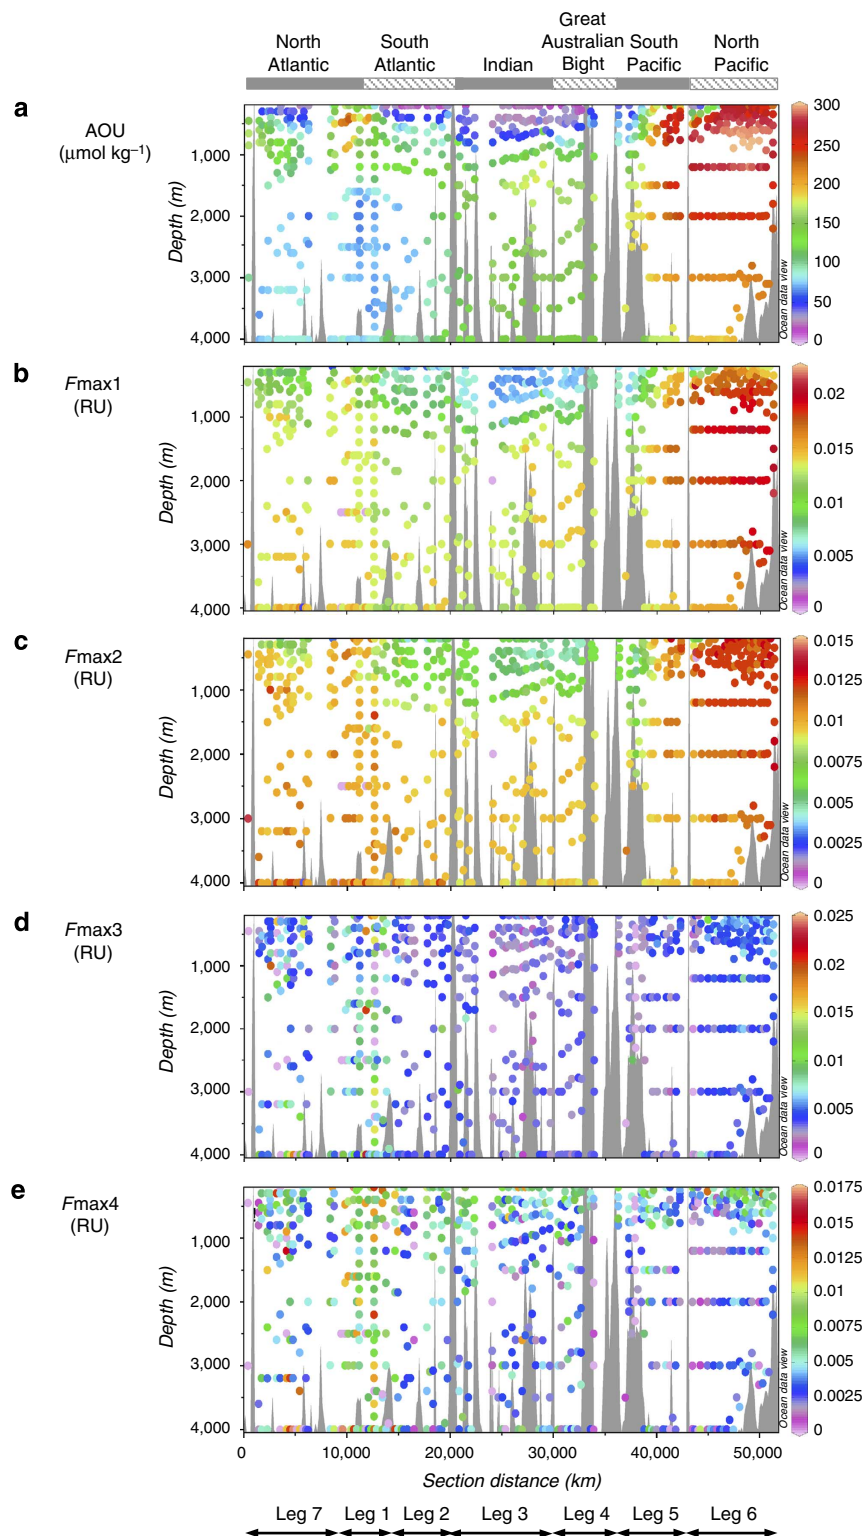 North Atlantic
South Atlantic
Indian
Great Australian Bight
South Pacific
North Pacific
a
AOU
(μmol kg–1)
Depth (m)
1,000
2,000
3,000
4,000
Ocean data view
300
250
200
150
100
50
0
b
Fmax1
(RU)
Depth (m)
1,000
2,000
3,000
4,000
Ocean data view
0.02
0.015
0.01
0.005
0
c
Fmax2
(RU)
Depth (m)
1,000
2,000
3,000
4,000
Ocean data view
0.015
0.0125
0.01
0.0075
0.005
0.0025
0
d
Fmax3
(RU)
Depth (m)
1,000
2,000
3,000
4,000
Ocean data view
0.025
0.02
0.015
0.01
0.005
0
e
Fmax4
(RU)
Depth (m)
1,000
2,000
3,000
4,000
Ocean data view
0.0175
0.015
0.0125
0.01
0.0075
0.005
0.0025
0
0 10,000 20,000 30,000 40,000 50,000
Section distance (km)
Leg 7 Leg 1 Leg 2 Leg 3 Leg 4 Leg 5 Leg 6